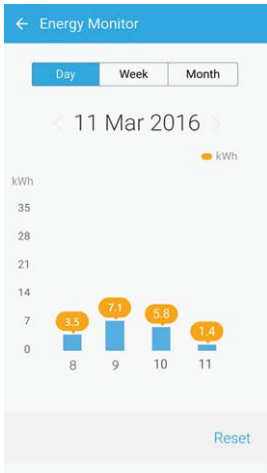 Energy Monitor
Day Week Month
11 Mar 2016
kWh
kWh
35
28
21
14
7
0
3.5 7.1 5.8 1.4
8 9 10 11
Reset